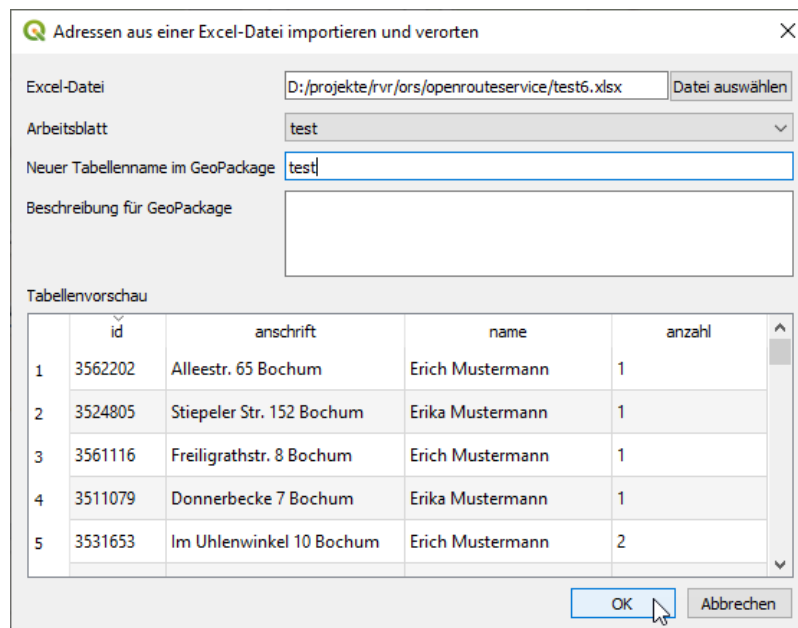 Adressen aus einer Excel-Datei importieren und verorten
Excel-Datei D:/projekte/rvr/ors/openrouteservice/test6.xlsx Datei auswählen
Arbeitsblatt test
Neuer Tabellenname im GeoPackage test
Beschreibung für GeoPackage
Tabellenvorschau
id anschrift name anzahl
1 3562202 Alleestr. 65 Bochum Erich Mustermann 1
2 3524805 Stiepeler Str. 152 Bochum Erika Mustermann 1
3 3561116 Freiligrathstr. 8 Bochum Erich Mustermann 1
4 3511079 Donnerbecke 7 Bochum Erika Mustermann 1
5 3531653 Im Uhlenwinkel 10 Bochum Erich Mustermann 2
OK Abbrechen